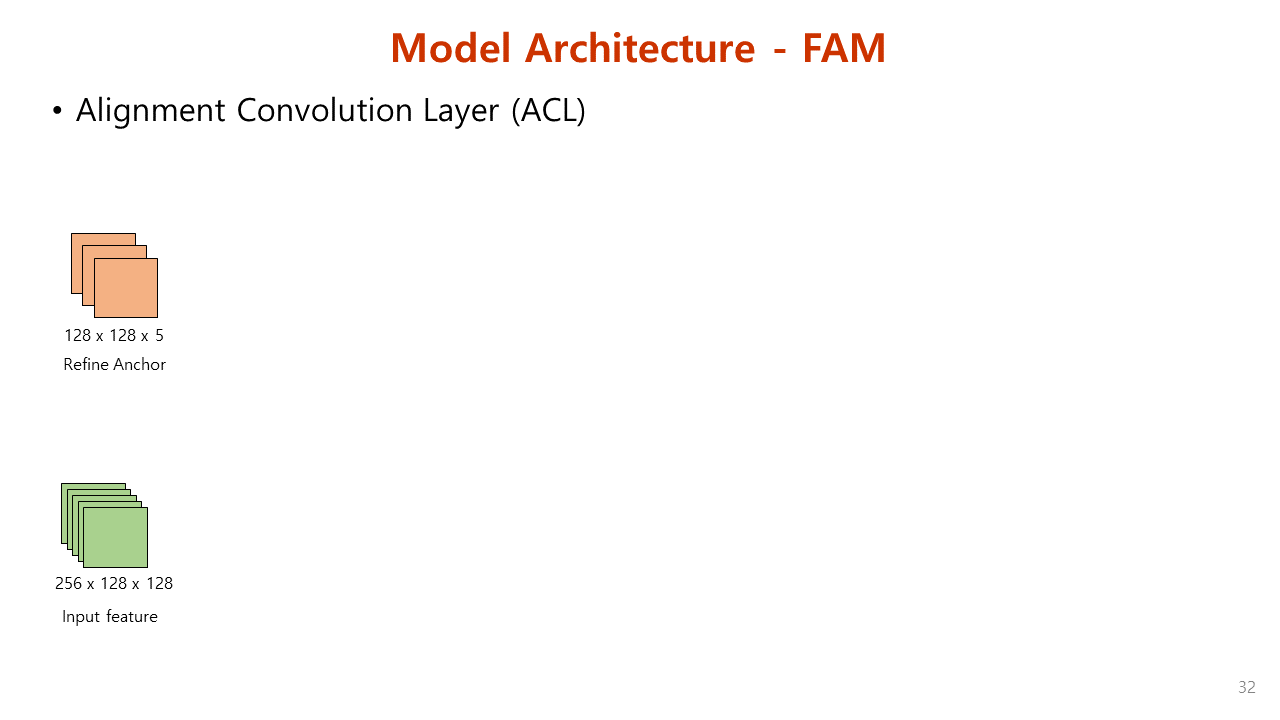 Model Architecture - FAM
• Alignment Convolution Layer (ACL)
128 x 128 x 5
Refine Anchor
256 x 128 x 128
Input feature
32